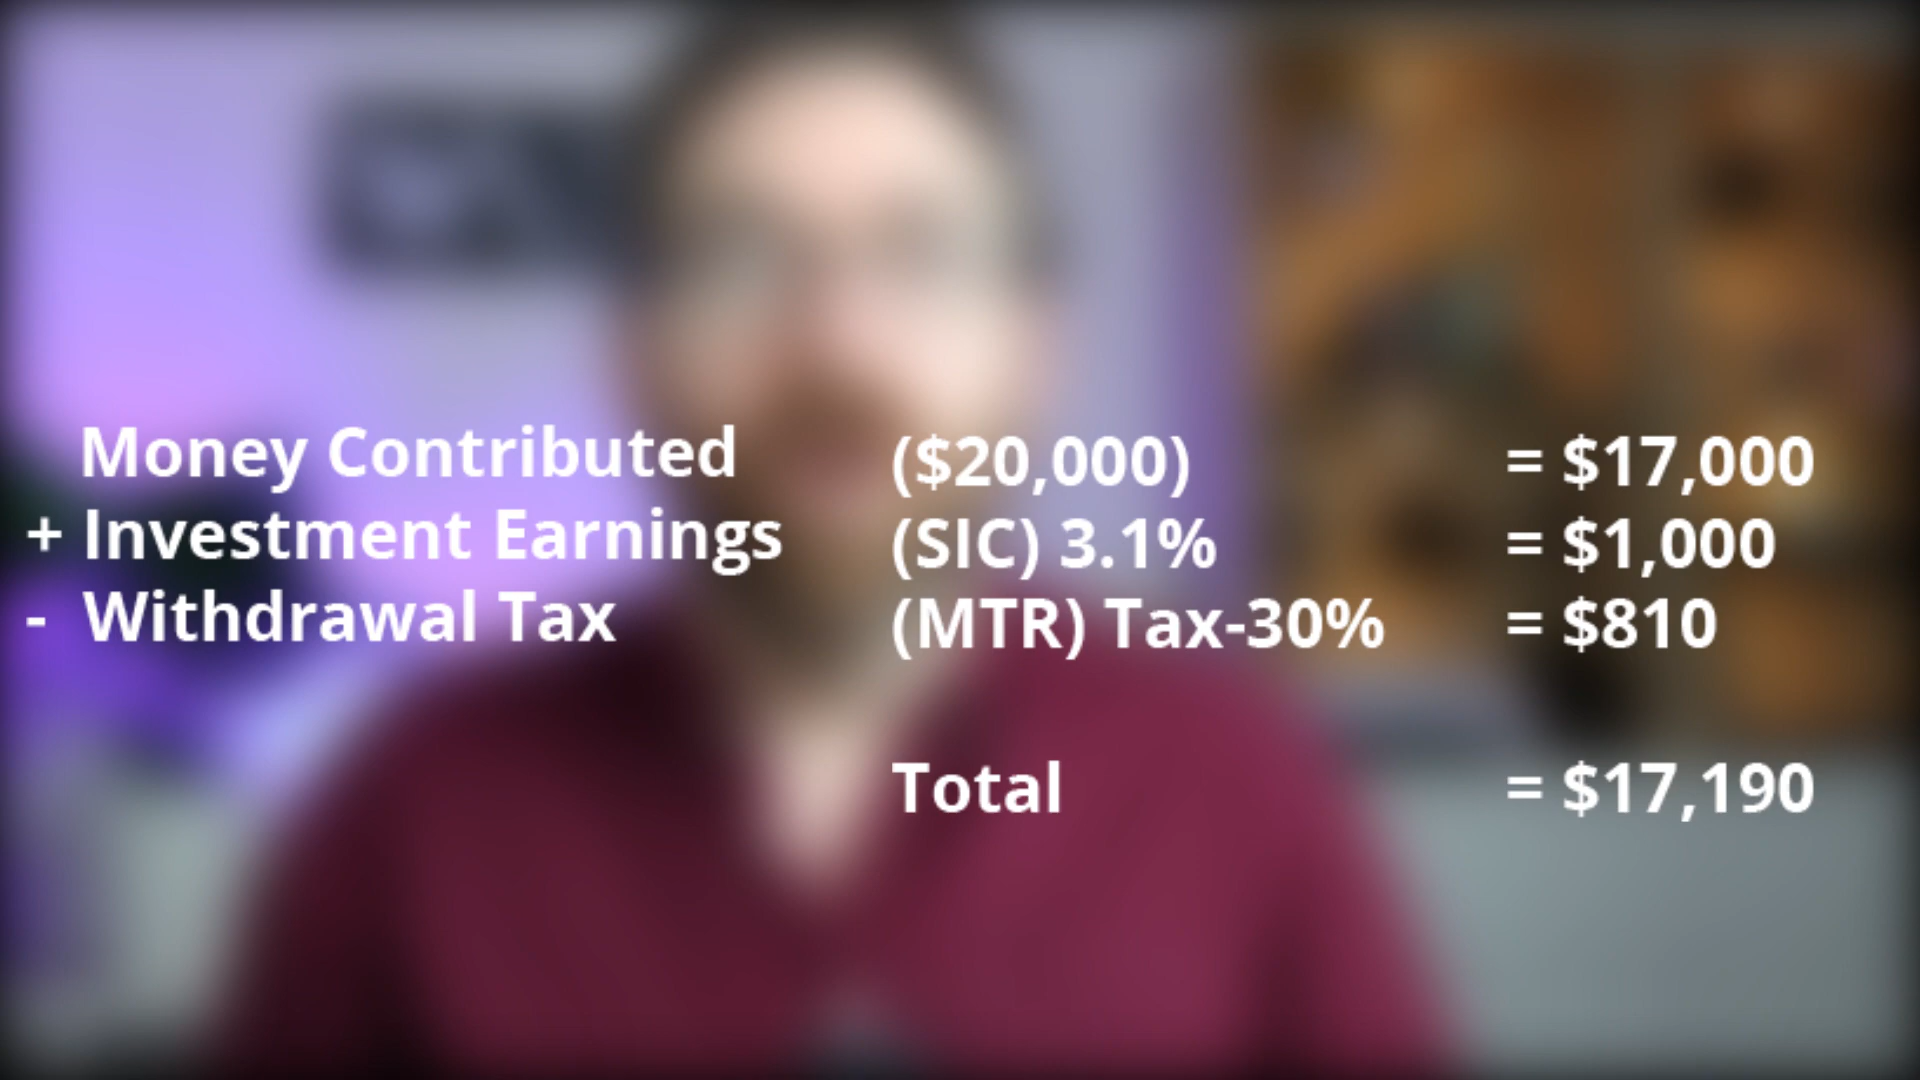 Money Contributed ($20,000) = $17,000
+ Investment Earnings (SIC) 3.1% = $1,000
- Withdrawal Tax (MTR) Tax-30% = $810
Total = $17,190